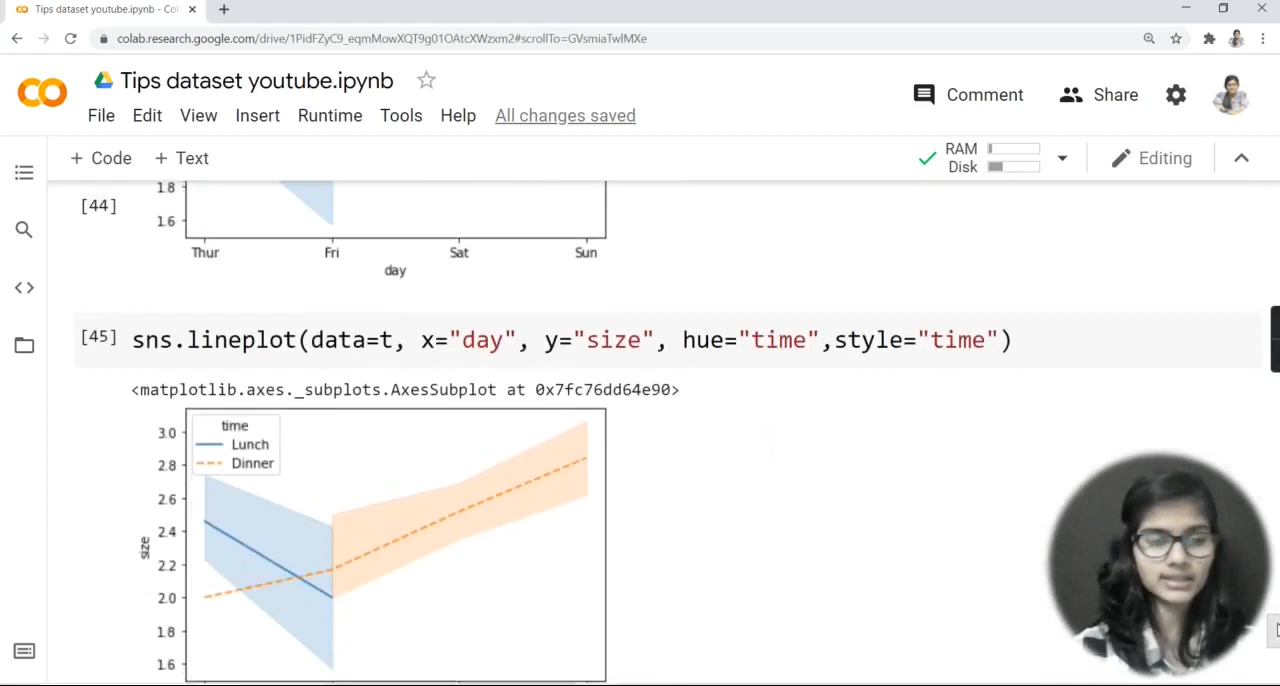 Tips dataset youtube.ipynb - Col
colab.research.google.com/drive/1PidFZyC9_eqmMowXQT9g01OAtcXWzxm2#scrollTo=GVsmiaTwlMXe
Tips dataset youtube.ipynb
Comment
Share
File Edit View Insert Runtime Tools Help All changes saved
+ Code + Text
RAM
Disk
Editing
[44]
1.8
1.6
Thur Fri Sat Sun
day
[45] sns.lineplot(data=t, x="day", y="size", hue="time",style="time")
<matplotlib.axes._subplots.AxesSubplot at 0x7fc76dd64e90>
time
Lunch
Dinner
3.0
2.8
2.6
2.4
2.2
2.0
1.8
1.6
size